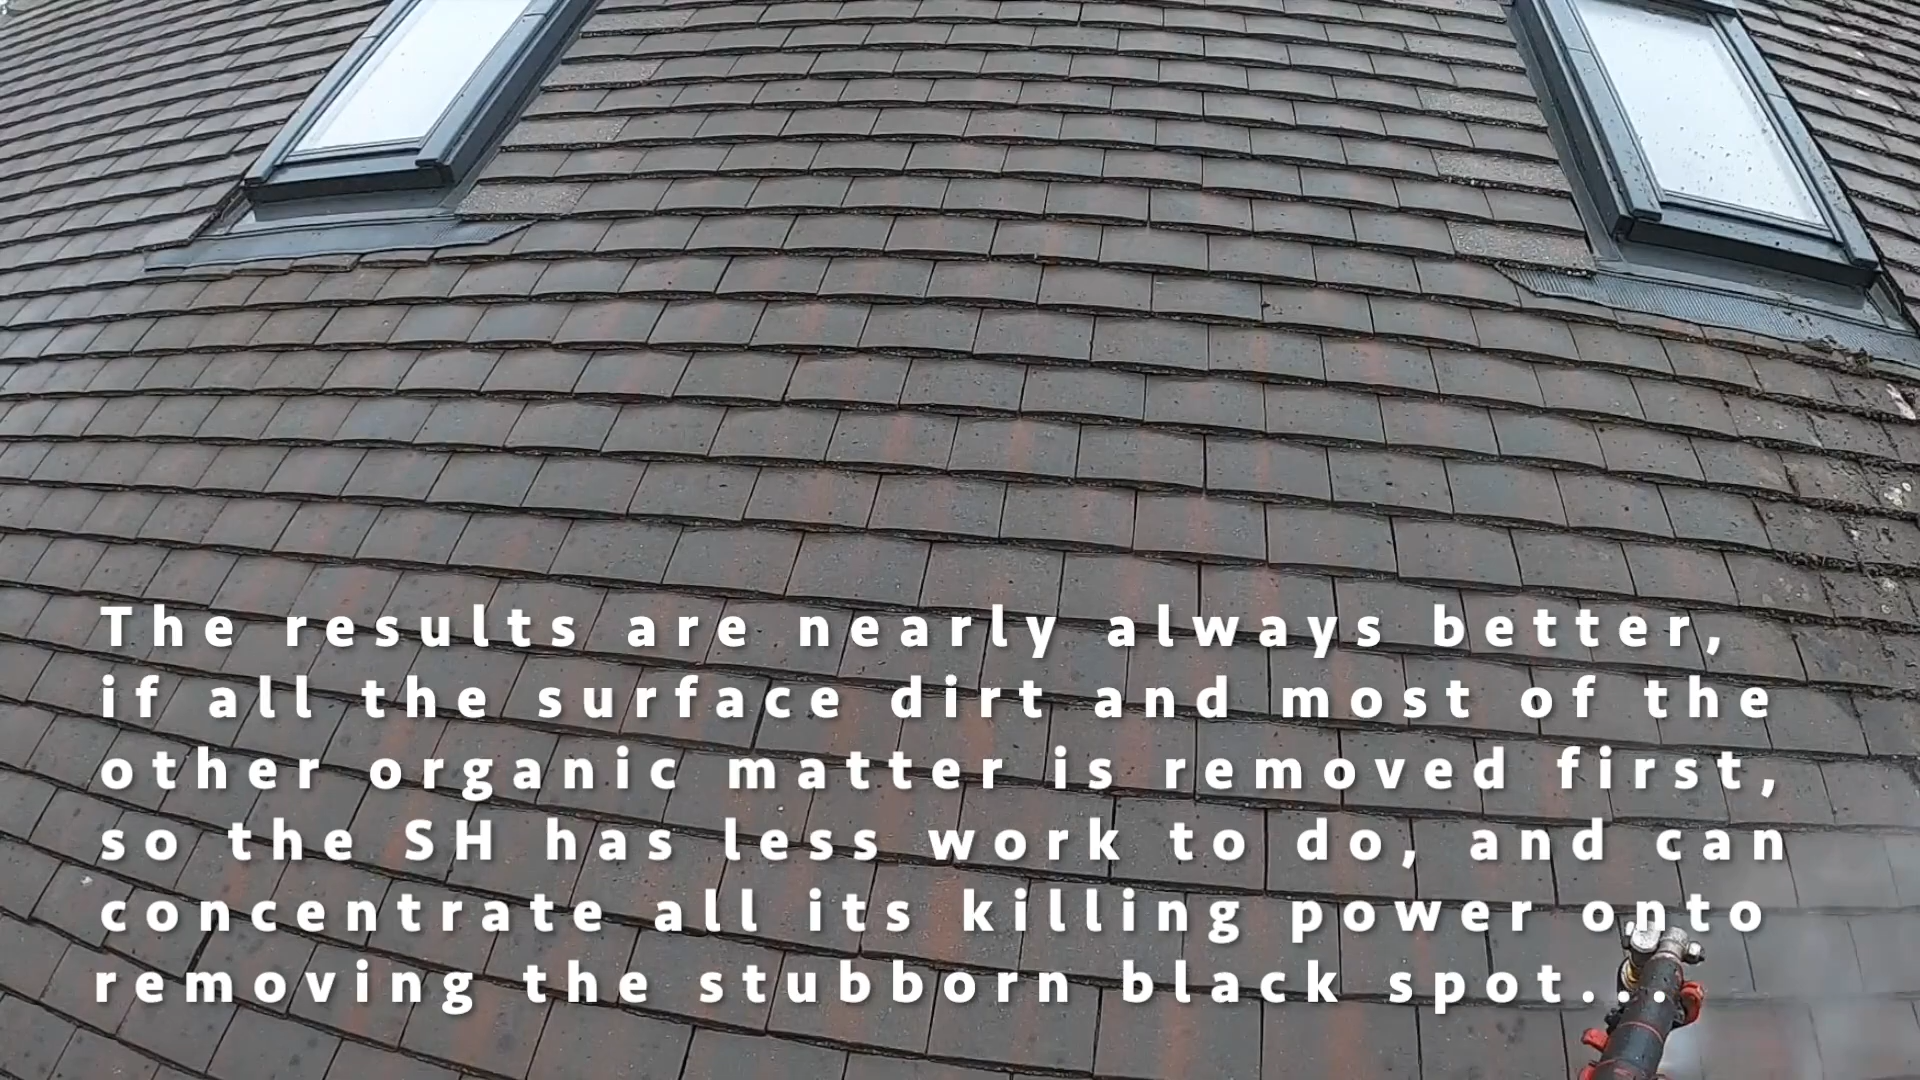 The results are nearly always better,
if all the surface dirt and most of the
other organic matter is removed first,
so the SH has less work to do, and can
concentrate all its killing power onto
removing the stubborn black spot...